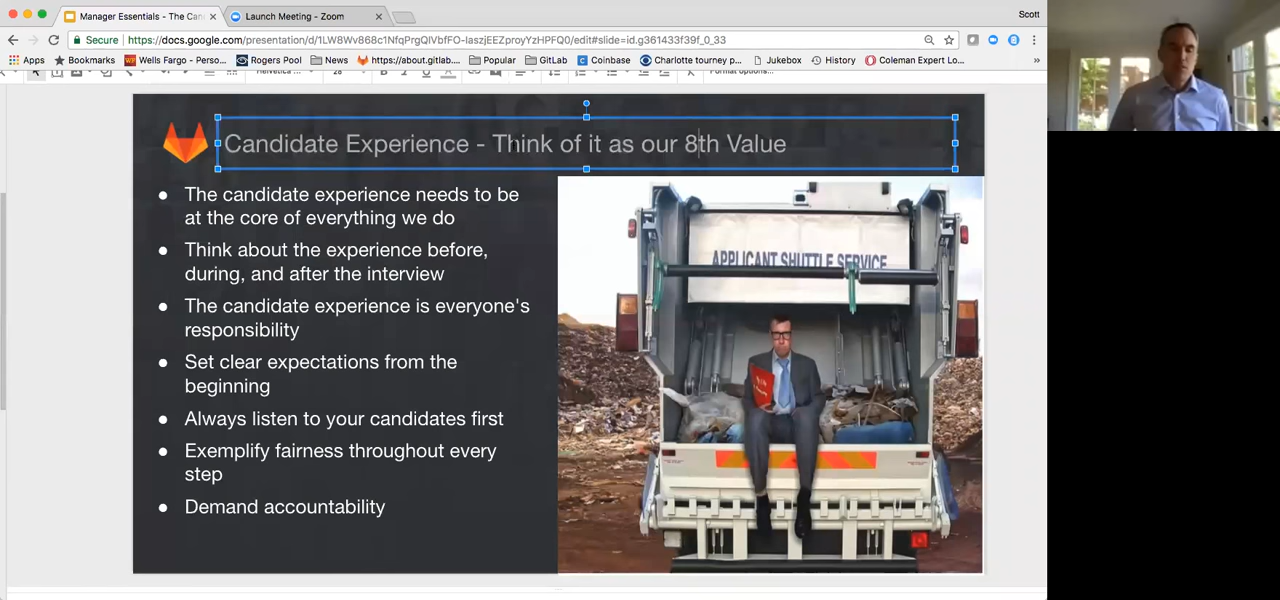 Manager Essentials - The Can
Launch Meeting - Zoom
Scott
Secure
https://docs.google.com/presentation/d/1LW8Wv868c1NfqPrgQIVbfFO-IaszjEEZproyYzHPFQ0/edit#slide=id.g361433f39f_0_33
Apps
Bookmarks
Wells Fargo - Perso...
Rogers Pool
News
https://about.gitlab....
Popular
GitLab
Coinbase
Charlotte tourney p...
Jukebox
History
Coleman Expert Lo...
»
Format options...
Candidate Experience - Think of it as our 8th Value
● The candidate experience needs to be
at the core of everything we do
● Think about the experience before,
during, and after the interview
● The candidate experience is everyone's
responsibility
● Set clear expectations from the
beginning
● Always listen to your candidates first
● Exemplify fairness throughout every
step
● Demand accountability
APPLICANT SHUTTLE SERVICE